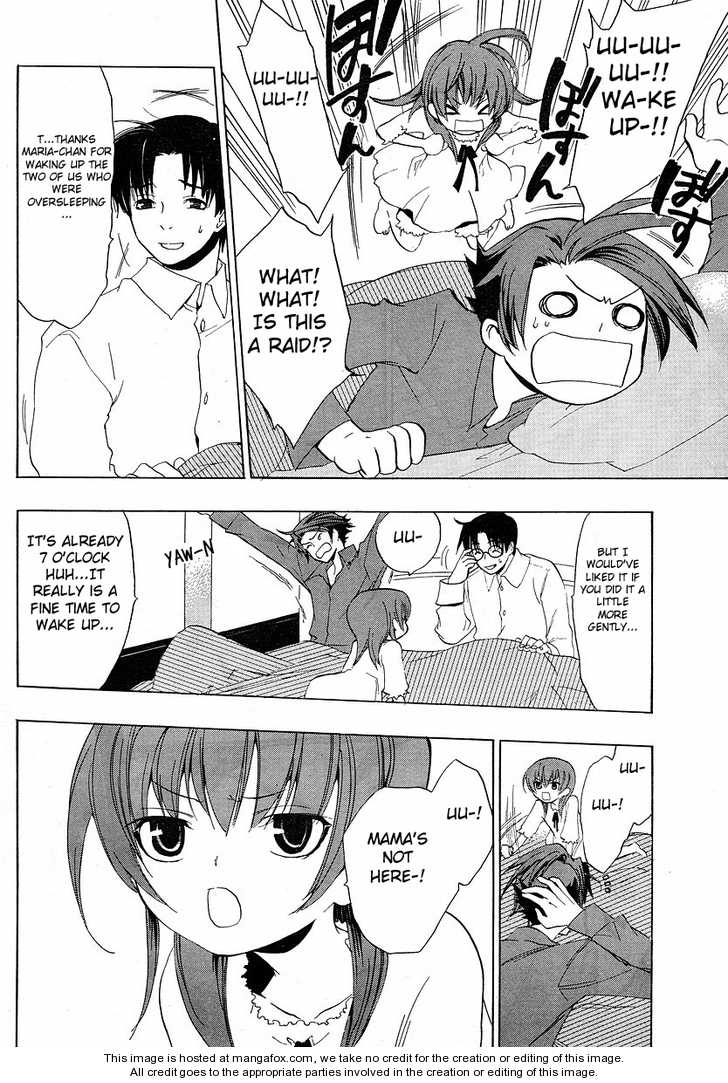 UU-UU-
UU-!!
WA-KE
UP-!!
UU-UU-
UU-!!
ぼすん
ぼすん
ぼす
WHAT!
WHAT!
IS THIS
A RAID!?
T...THANKS
MARIA-CHAN FOR
WAKING UP THE
TWO OF US WHO
WERE
OVERSLEEPING
...
BUT I
WOULD'VE
LIKED IT IF
YOU DID IT A
LITTLE
MORE
GENTLY...
UU-
YAW-N
IT'S ALREADY
7 O'CLOCK
HUH...IT
REALLY IS A
FINE TIME TO
WAKE UP...
UU-
UU-!
UU-!
MAMA'S
NOT
HERE-!
This image is hosted at mangafox.com, we take no credit for the creation or editing of this image.
All credit goes to the appropriate parties involved in the creation or editing of this image.